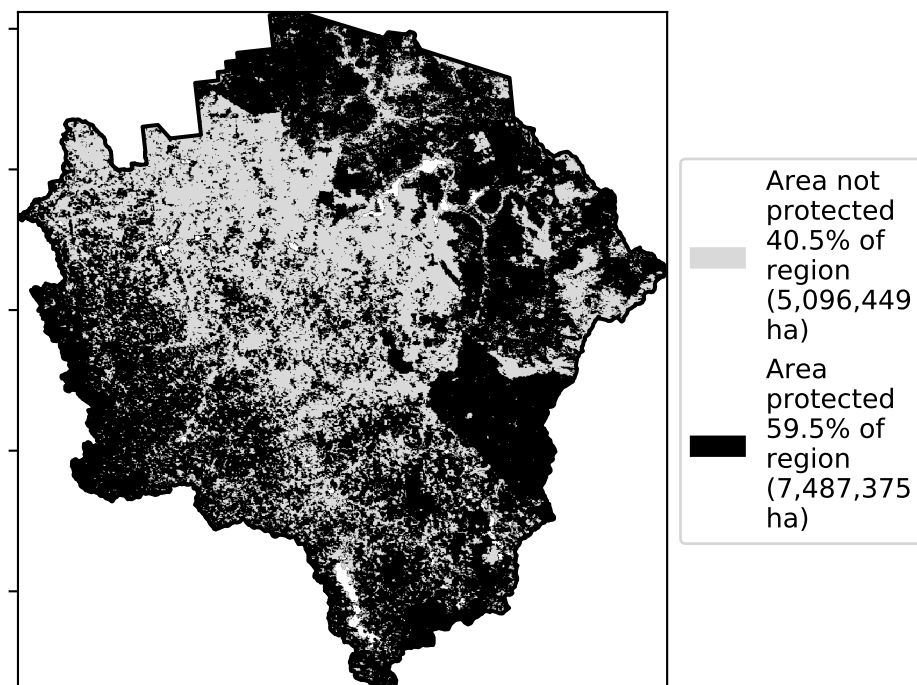 Area not
protected
40.5% of
region
(5,096,449
ha)
Area
protected
59.5% of
region
(7,487,375
ha)